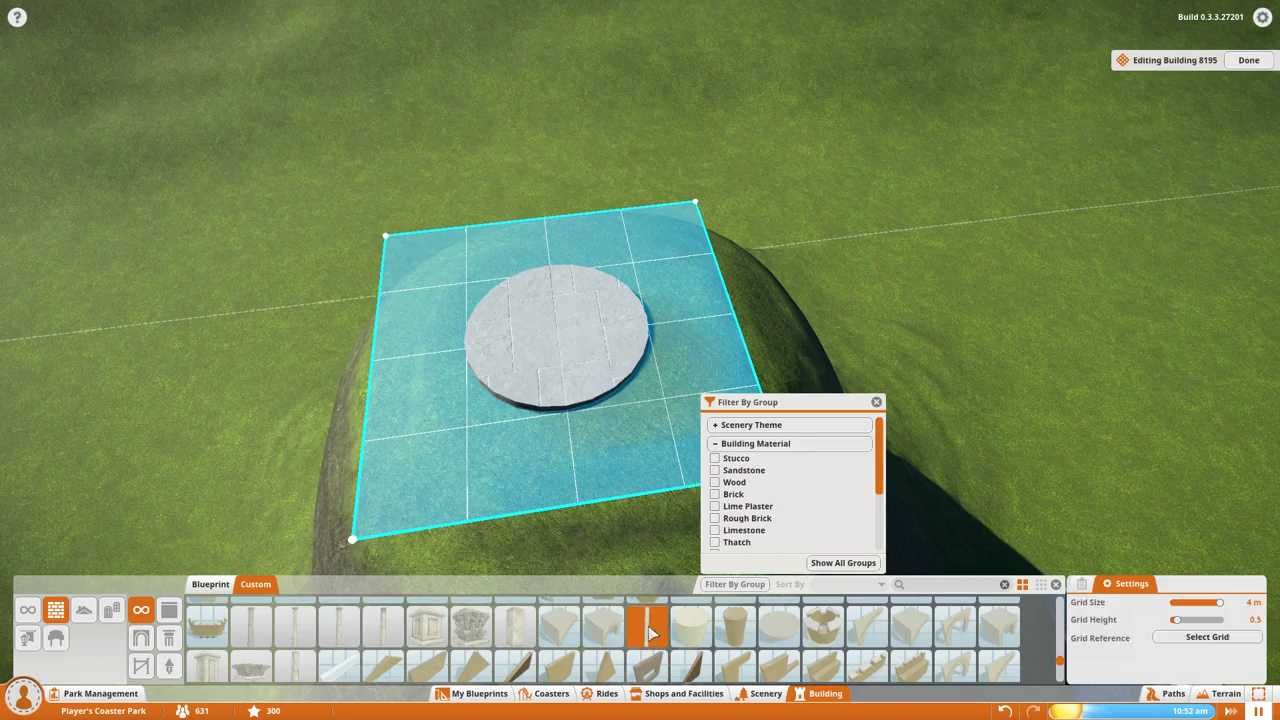 ?
Build 0.3.3.27201
Editing Building 8195
Done
Filter By Group
+ Scenery Theme
− Building Material
Stucco
Sandstone
Wood
Brick
Lime Plaster
Rough Brick
Limestone
Thatch
Show All Groups
Blueprint
Custom
Filter By Group
Sort By
Settings
Grid Size
4 m
Grid Height
0.5
Grid Reference
Select Grid
Park Management
My Blueprints
Coasters
Rides
Shops and Facilities
Scenery
Building
Paths
Terrain
Player's Coaster Park
631
300
10:52 am